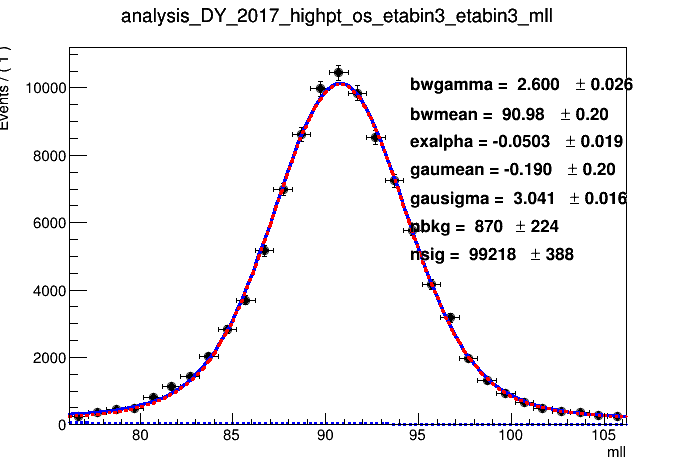 analysis_DY_2017_highpt_os_etabin3_etabin3_mll
Events / ( 1 )
10000
8000
6000
4000
2000
0
bwgamma = 2.600 ± 0.026
bwmean = 90.98 ± 0.20
exalpha = -0.0503 ± 0.019
gaumean = -0.190 ± 0.20
gausigma = 3.041 ± 0.016
nbkg = 870 ± 224
nsig = 99218 ± 388
80 85 90 95 100 105
mll